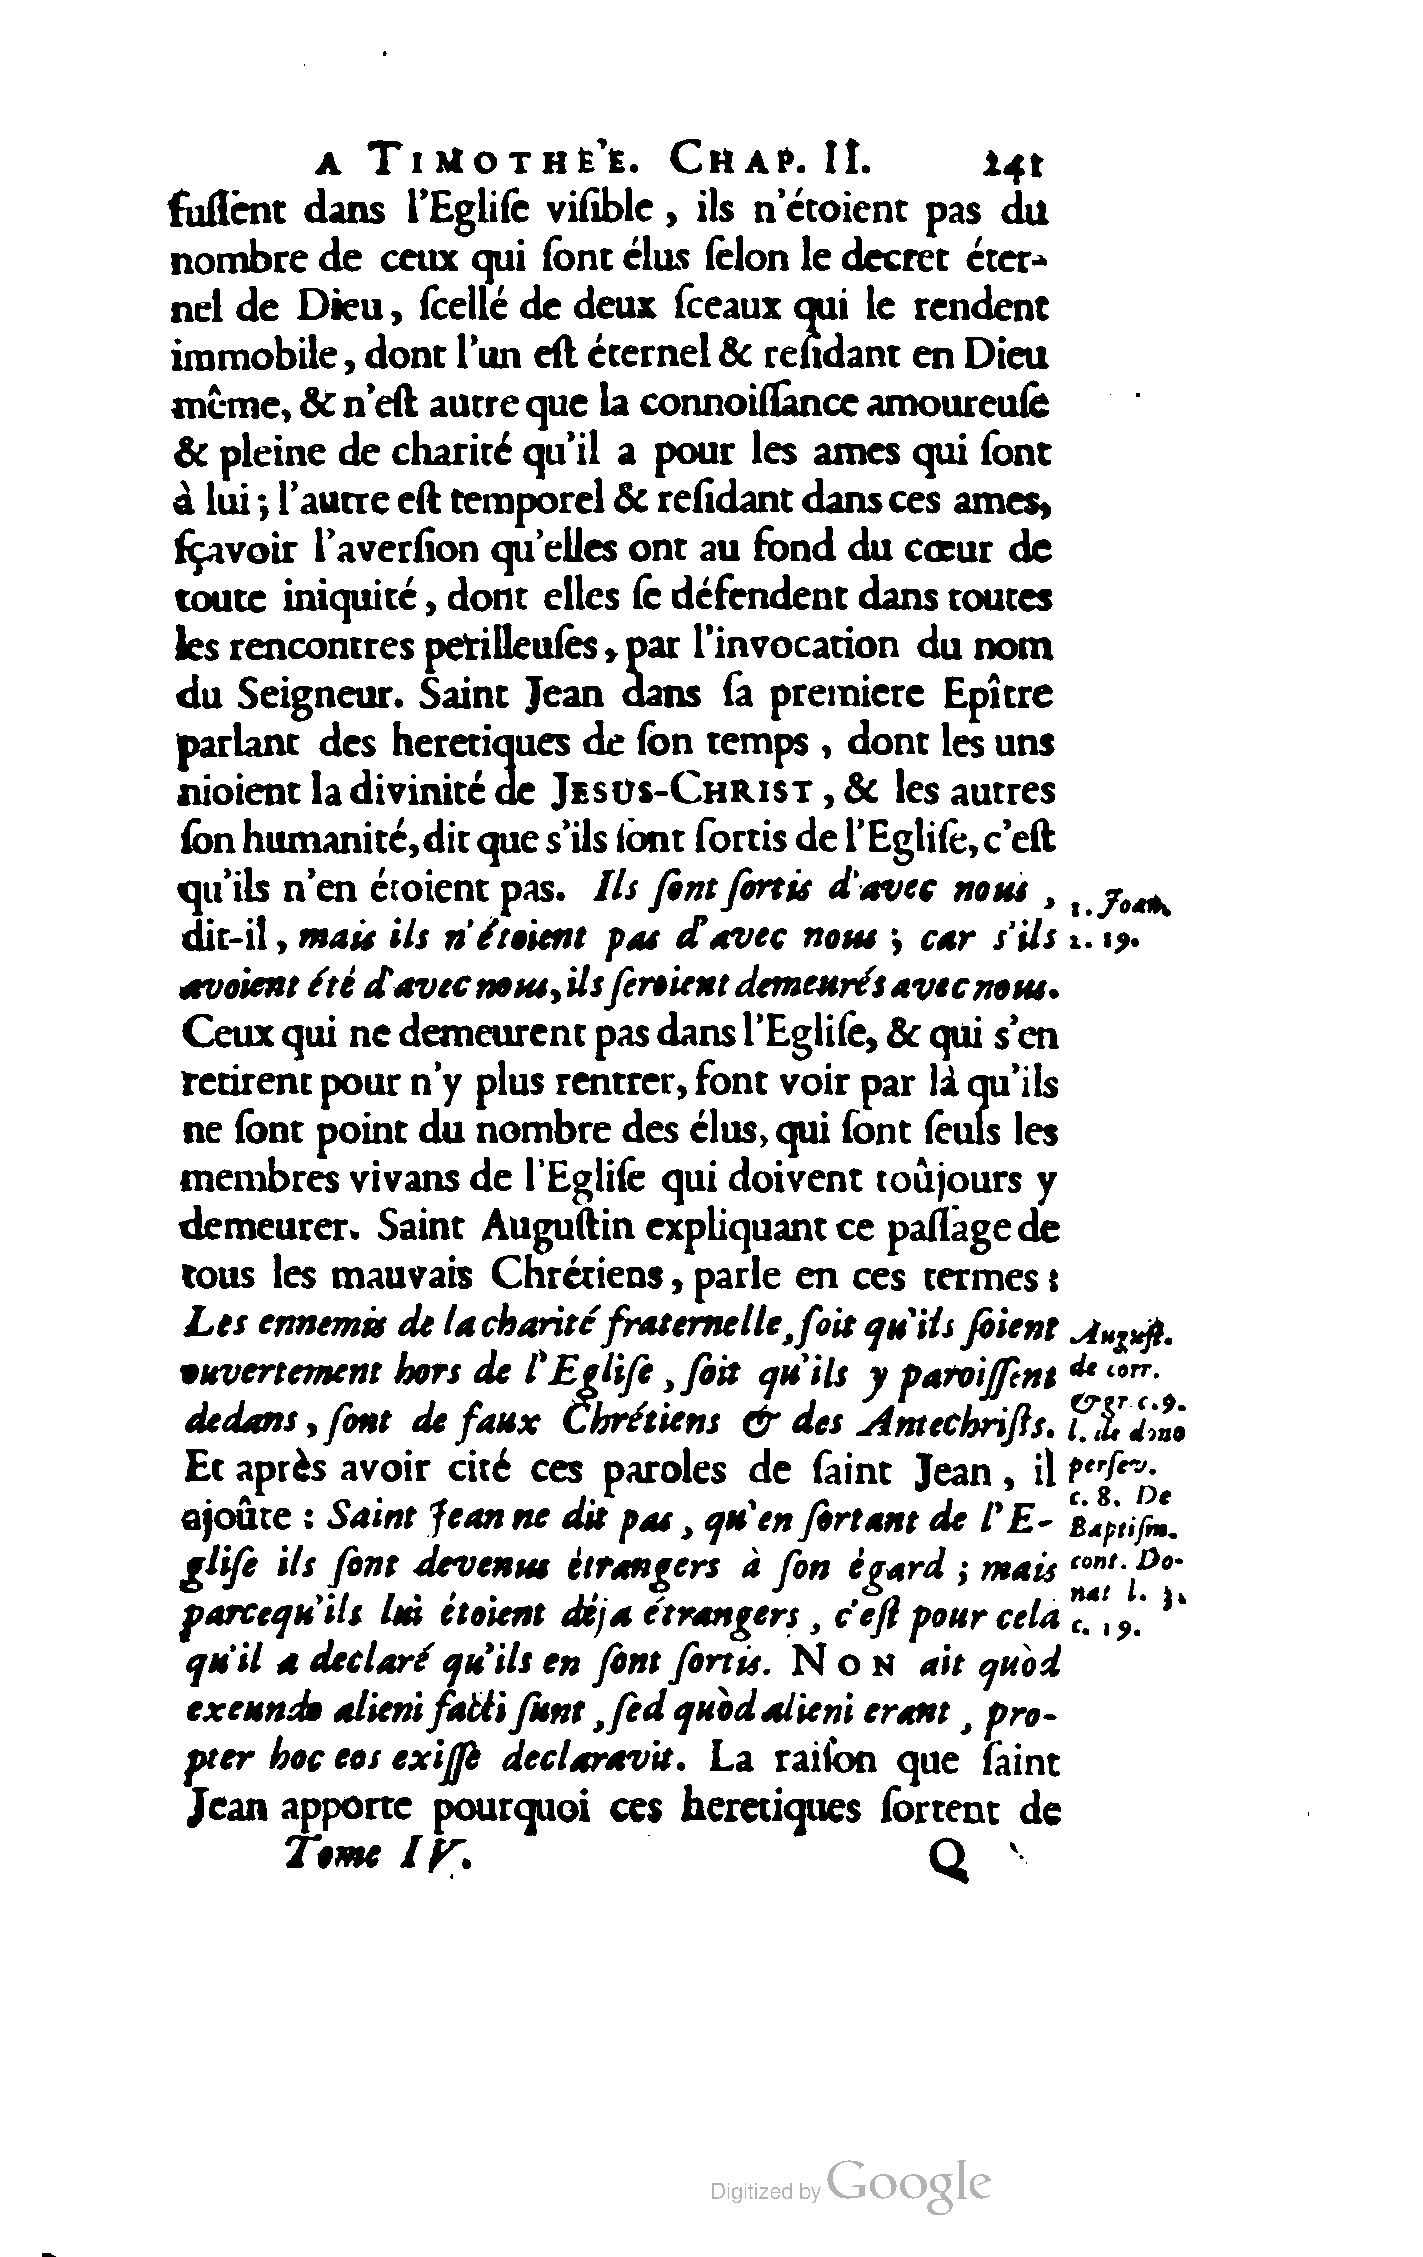 A TIMOTHE'E. CHAP. II. 241
fuſſent dans l'Egliſe viſible, ils n'étoient pas du
nombre de ceux qui ſont élus ſelon le decret éter-
nel de Dieu, ſcellé de deux ſceaux qui le rendent
immobile, dont l'un eſt éternel & reſidant en Dieu
même, & n'eſt autre que la connoiſſance amoureuſe
& pleine de charité qu'il a pour les ames qui ſont
à lui; l'autre eſt temporel & reſidant dans ces ames,
ſçavoir l'averſion qu'elles ont au fond du cœur de
toute iniquité, dont elles ſe défendent dans toutes
les rencontres perilleuſes, par l'invocation du nom
du Seigneur. Saint Jean dans ſa premiere Epître
parlant des heretiques de ſon temps, dont les uns
nioient la divinité de JESUS-CHRIST, & les autres
ſon humanité, dit que s'ils ſont ſortis de l'Egliſe, c'eſt
qu'ils n'en étoient pas. Ils ſont ſortis d'avec nous,
1. Joan.
dit-il, mais ils n'étoient pas d'avec nous; car s'ils
2. 19.
avoient été d'avec nous, ils ſeroient demeurés avec nous.
Ceux qui ne demeurent pas dans l'Egliſe, & qui s'en
retirent pour n'y plus rentrer, font voir par là qu'ils
ne ſont point du nombre des élus, qui ſont ſeuls les
membres vivans de l'Egliſe qui doivent toûjours y
demeurer. Saint Auguſtin expliquant ce paſſage de
tous les mauvais Chrétiens, parle en ces termes:
Les ennemis de la charité fraternelle, ſoit qu'ils ſoient
Auguſt.
ouvertement hors de l'Egliſe, ſoit qu'ils y paroiſſent
de corr.
dedans, ſont de faux Chrétiens & des Antechriſts.
& gr. c. 9.
l. de dono
Et après avoir cité ces paroles de ſaint Jean, il
perſev.
c. 8. De
ajoûte: Saint Jean ne dit pas, qu'en ſortant de l'E-
Baptiſm.
gliſe ils ſont devenus étrangers à ſon égard; mais
cont. Do-
nat l. 3.
parcequ'ils lui étoient déja étrangers, c'eſt pour cela
c. 19.
qu'il a declaré qu'ils en ſont ſortis. NON ait quòd
exeundo alieni facti ſunt, ſed quòd alieni erant, pro-
pter hoc eos exiſſe declaravit. La raiſon que ſaint
Jean apporte pourquoi ces heretiques ſortent de
Tome IV. Q
Digitized by Google